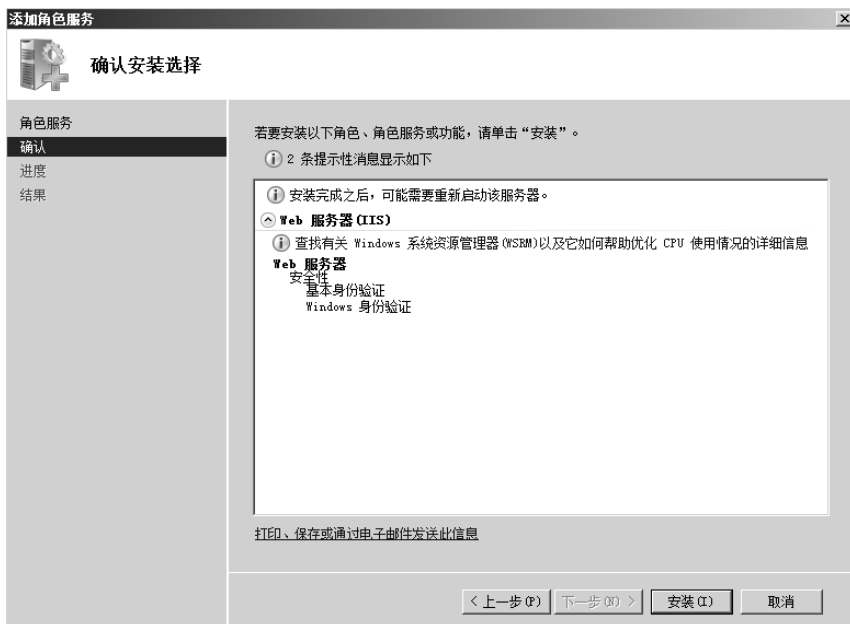 添加角色服务
确认安装选择
角色服务
确认
进度
结果
若要安装以下角色、角色服务或功能，请单击“安装”。
2 条提示性消息显示如下
安装完成之后，可能需要重新启动该服务器。
Web 服务器(IIS)
查找有关 Windows 系统资源管理器(WSRM)以及它如何帮助优化 CPU 使用情况的详细信息
Web 服务器
安全性
基本身份验证
Windows 身份验证
打印、保存或通过电子邮件发送此信息
< 上一步(P) 下一步(N) > 安装(I) 取消